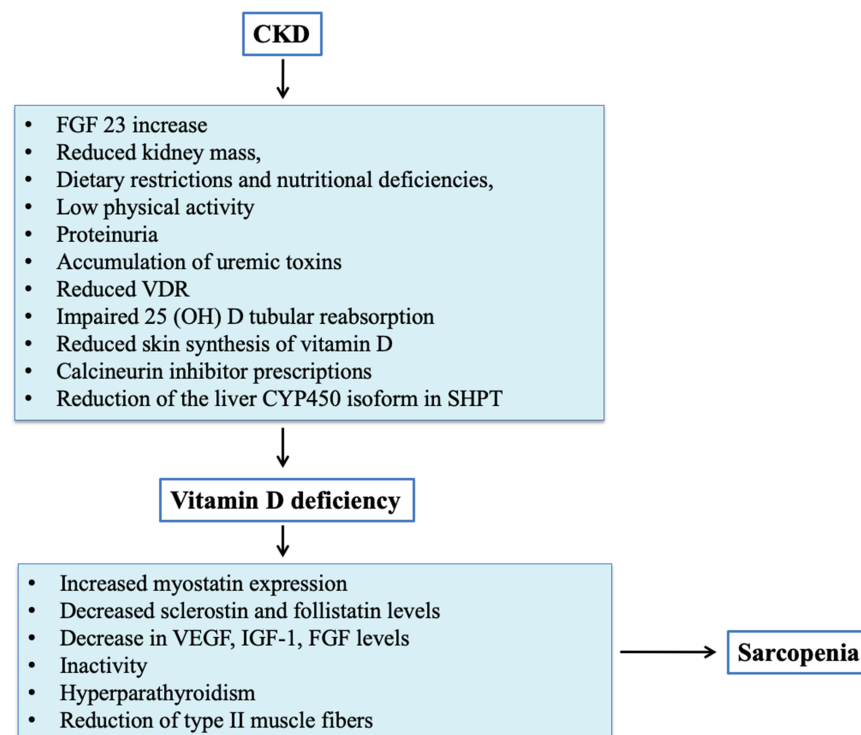 CKD
• FGF 23 increase
• Reduced kidney mass,
• Dietary restrictions and nutritional deficiencies,
• Low physical activity
• Proteinuria
• Accumulation of uremic toxins
• Reduced VDR
• Impaired 25 (OH) D tubular reabsorption
• Reduced skin synthesis of vitamin D
• Calcineurin inhibitor prescriptions
• Reduction of the liver CYP450 isoform in SHPT
Vitamin D deficiency
• Increased myostatin expression
• Decreased sclerostin and follistatin levels
• Decrease in VEGF, IGF-1, FGF levels
• Inactivity
• Hyperparathyroidism
• Reduction of type II muscle fibers
Sarcopenia